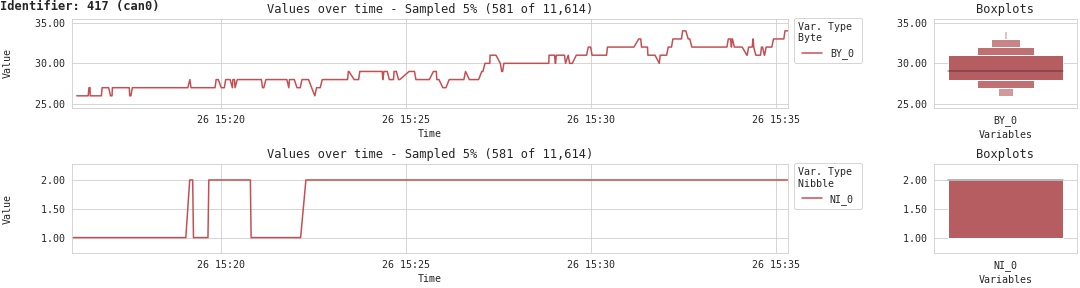 Identifier: 417 (can0)
Values over time - Sampled 5% (581 of 11,614)
Value
35.00
30.00
25.00
26 15:20
26 15:25
26 15:30
26 15:35
Time
Var. Type
Byte
BY_0
Boxplots
35.00
30.00
25.00
BY_0
Variables
Values over time - Sampled 5% (581 of 11,614)
Value
2.00
1.50
1.00
26 15:20
26 15:25
26 15:30
26 15:35
Time
Var. Type
Nibble
NI_0
Boxplots
2.00
1.50
1.00
NI_0
Variables